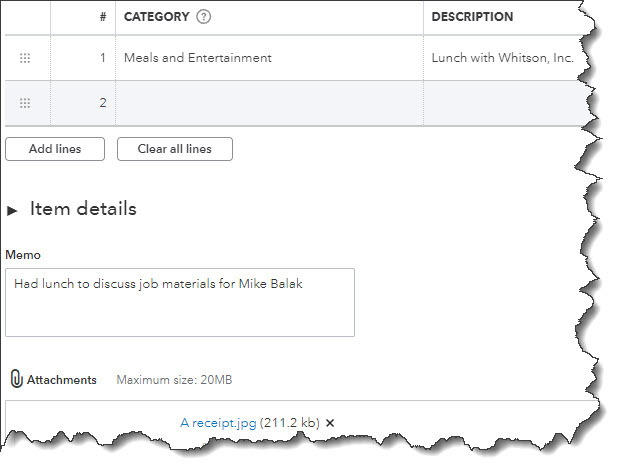 # CATEGORY ? DESCRIPTION
1 Meals and Entertainment Lunch with Whitson, Inc.
2
Add lines Clear all lines
Item details
Memo
Had lunch to discuss job materials for Mike Balak
Attachments Maximum size: 20MB
A receipt.jpg (211.2 kb) ×